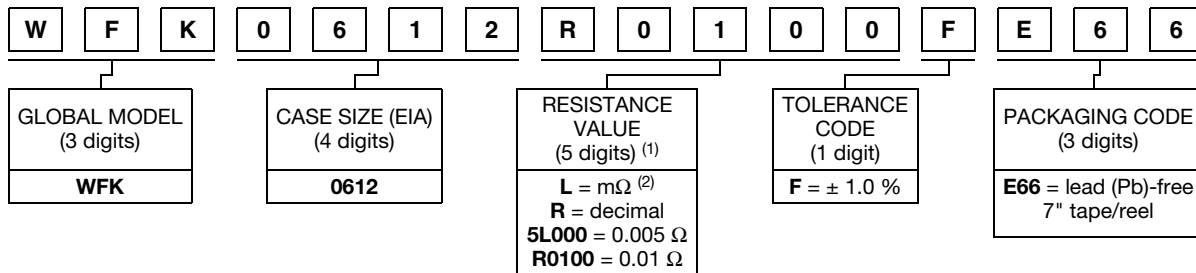 W F K 0 6 1 2 R 0 1 0 0 F E 6 6
GLOBAL MODEL
(3 digits)
WFK
CASE SIZE (EIA)
(4 digits)
0612
RESISTANCE
VALUE
(5 digits) (1)
L = mΩ (2)
R = decimal
5L000 = 0.005 Ω
R0100 = 0.01 Ω
TOLERANCE
CODE
(1 digit)
F = ± 1.0 %
PACKAGING CODE
(3 digits)
E66 = lead (Pb)-free
7" tape/reel